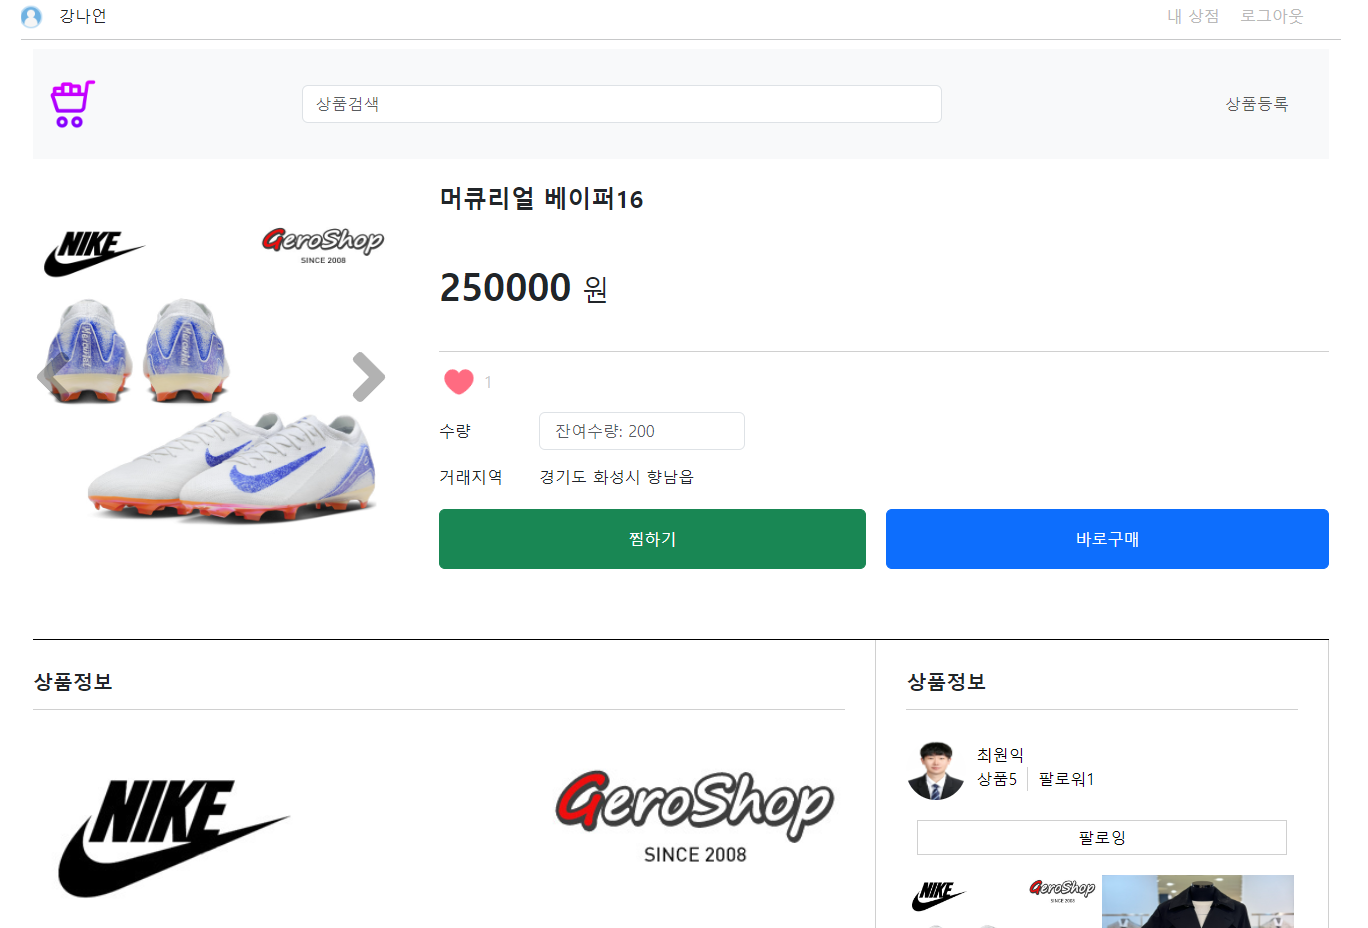 강나언
내 상점 로그아웃
상품검색
상품등록
머큐리얼 베이퍼16
NIKE
GeroShop
SINCE 2008
250000 원
1
수량 잔여수량: 200
거래지역 경기도 화성시 향남읍
찜하기 바로구매
상품정보
NIKE
GeroShop
SINCE 2008
상품정보
최원익
상품5 팔로워1
팔로잉
NIKE
GeroShop
SINCE 2008